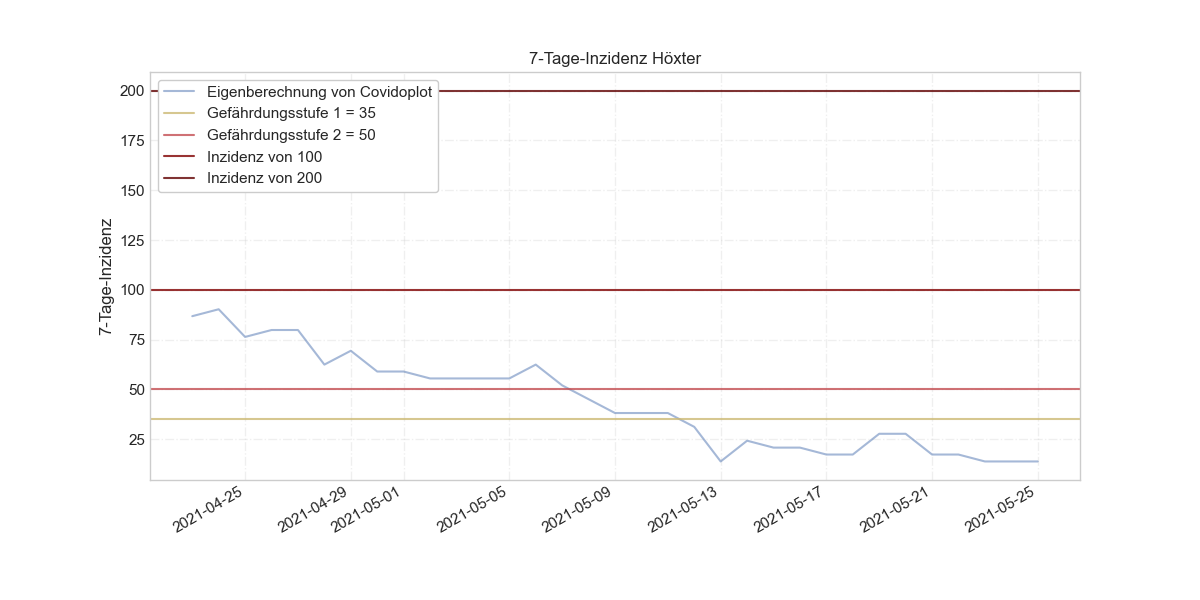 7-Tage-Inzidenz Höxter
Eigenberechnung von Covidoplot
Gefährdungsstufe 1 = 35
Gefährdungsstufe 2 = 50
Inzidenz von 100
Inzidenz von 200
7-Tage-Inzidenz
200
175
150
125
100
75
50
25
2021-04-25
2021-04-29
2021-05-01
2021-05-05
2021-05-09
2021-05-13
2021-05-17
2021-05-21
2021-05-25